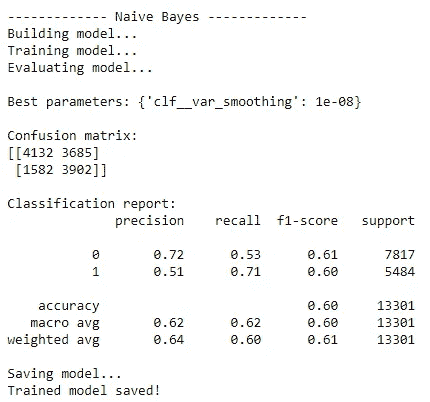 ------------- Naive Bayes -------------
Building model...
Training model...
Evaluating model...
Best parameters: {'clf__var_smoothing': 1e-08}
Confusion matrix:
[[4132 3685]
 [1582 3902]]
Classification report:
              precision    recall  f1-score   support
           0       0.72      0.53      0.61      7817
           1       0.51      0.71      0.60      5484
    accuracy                           0.60     13301
   macro avg       0.62      0.62      0.60     13301
weighted avg       0.64      0.60      0.61     13301
Saving model...
Trained model saved!